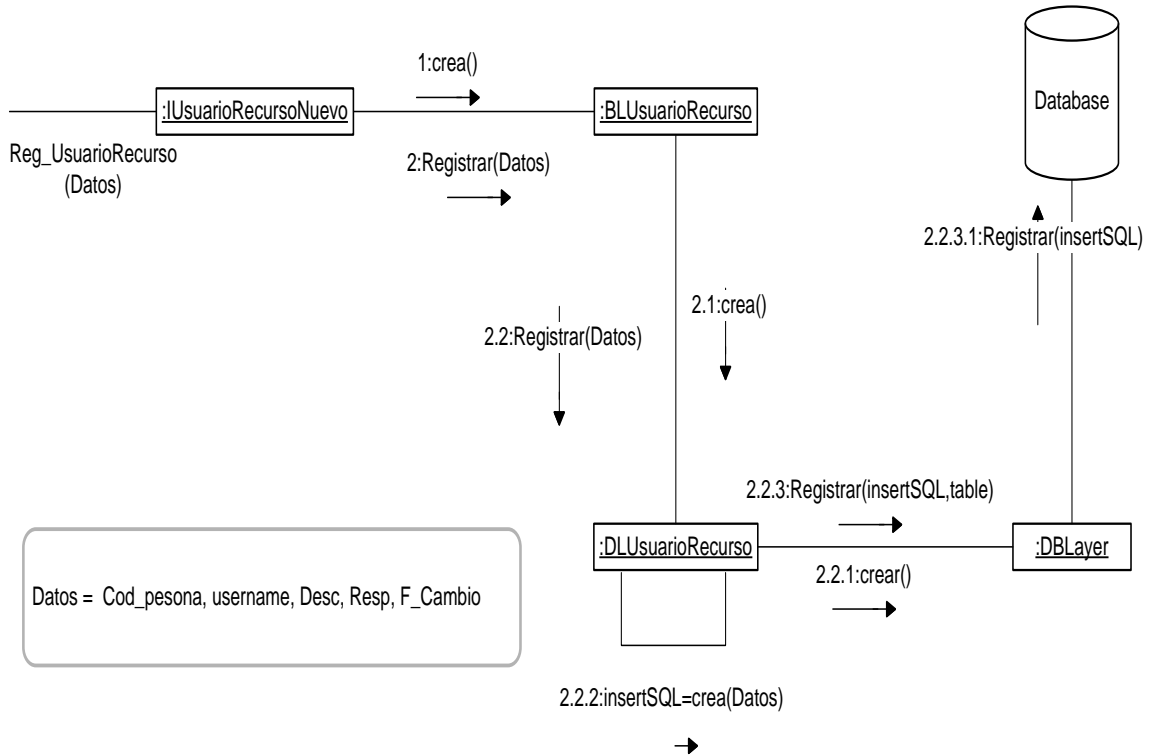 1:crea()
:IUsuarioRecursoNuevo
:BLUsuarioRecurso
Database
Reg_UsuarioRecurso
(Datos)
2:Registrar(Datos)
2.2.3.1:Registrar(insertSQL)
2.1:crea()
2.2:Registrar(Datos)
2.2.3:Registrar(insertSQL,table)
:DLUsuarioRecurso
:DBLayer
2.2.1:crear()
Datos = Cod_pesona, username, Desc, Resp, F_Cambio
2.2.2:insertSQL=crea(Datos)